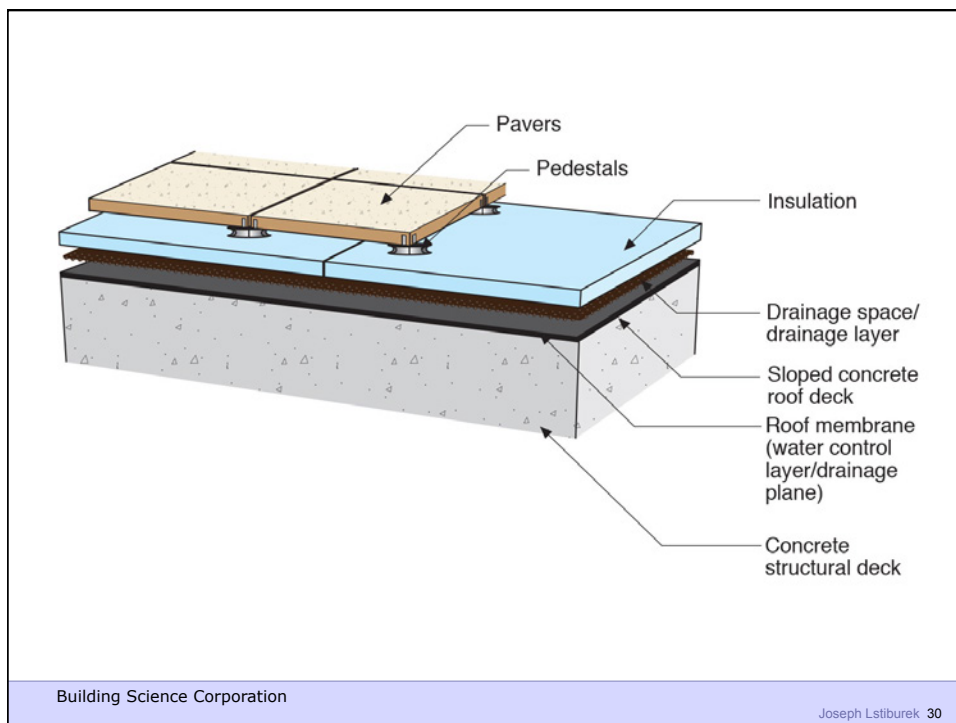 Pavers
Pedestals
Insulation
Drainage space/
drainage layer
Sloped concrete
roof deck
Roof membrane
(water control
layer/drainage
plane)
Concrete
structural deck
Building Science Corporation
Joseph Lstiburek 30